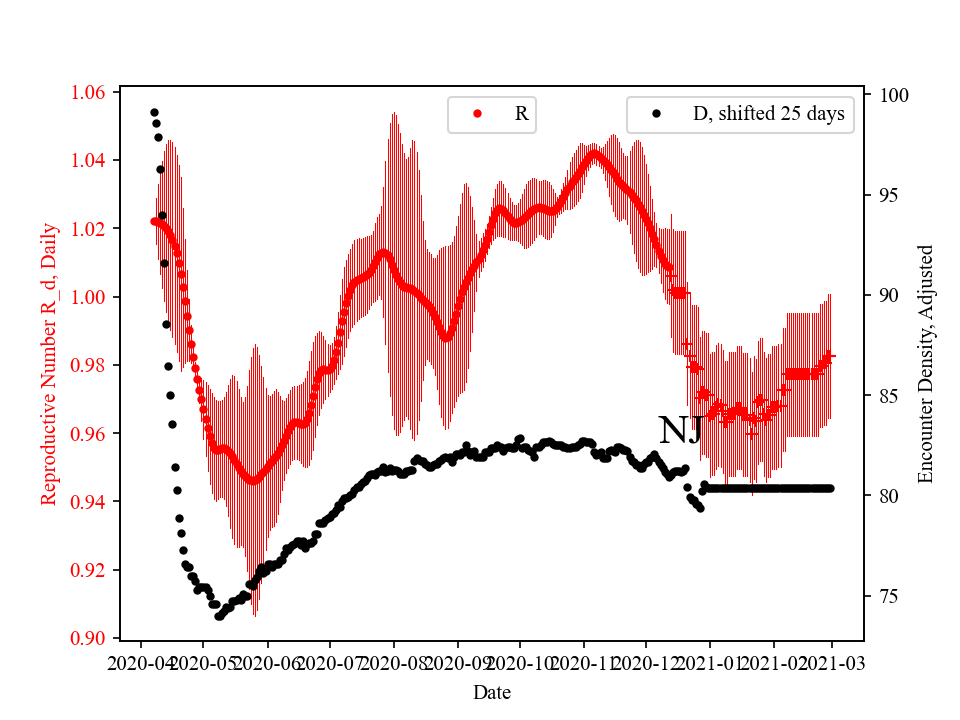 R
D, shifted 25 days
1.06
1.04
1.02
1.00
0.98
0.96
0.94
0.92
0.90
Reproductive Number R_d, Daily
100
95
90
85
80
75
Encounter Density, Adjusted
NJ
2020-04 2020-05 2020-06 2020-07 2020-08 2020-09 2020-10 2020-11 2020-12 2021-01 2021-02 2021-03
Date